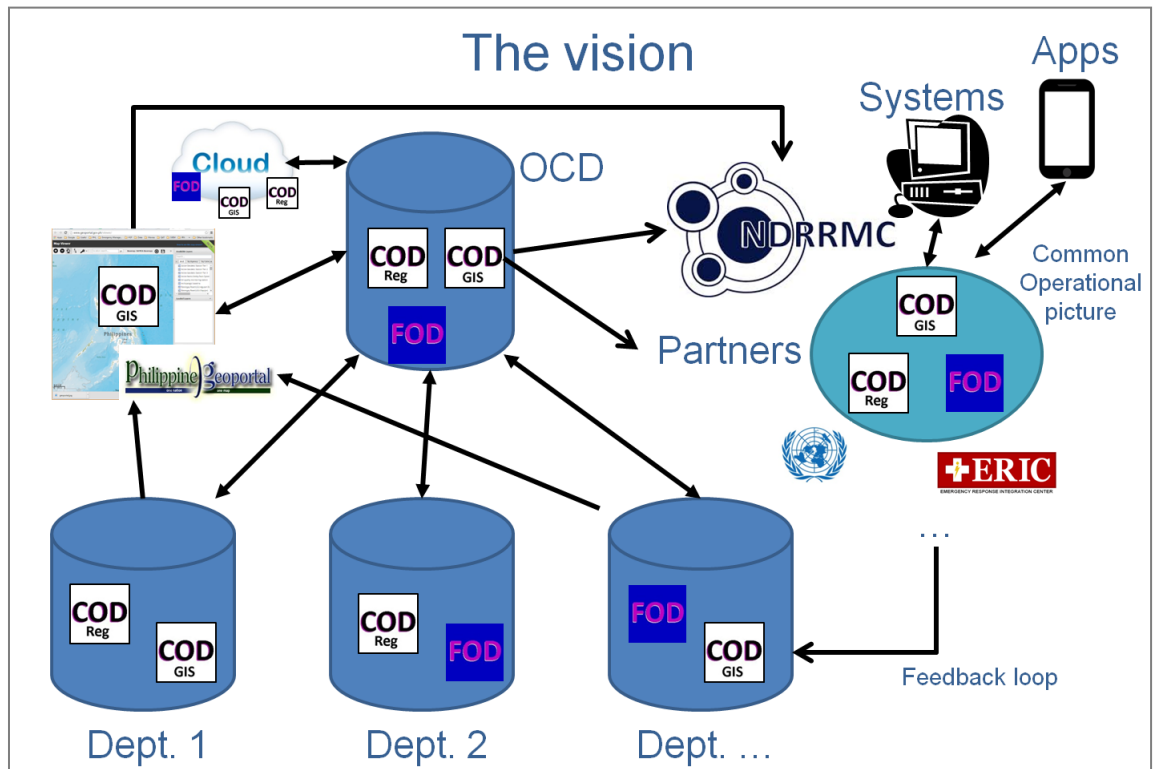 The vision
Apps
Systems
Cloud
FOD
COD
GIS
COD
Reg
OCD
COD
Reg
COD
GIS
FOD
NDRRMC
COD
GIS
Philippines
Philippine geoportal
Common
Operational
picture
Partners
COD
GIS
COD
Reg
FOD
ERIC
EMERGENCY RESPONSE INTEGRATION CENTER
...
COD
Reg
COD
GIS
COD
Reg
FOD
FOD
COD
GIS
Feedback loop
Dept. 1
Dept. 2
Dept. ...